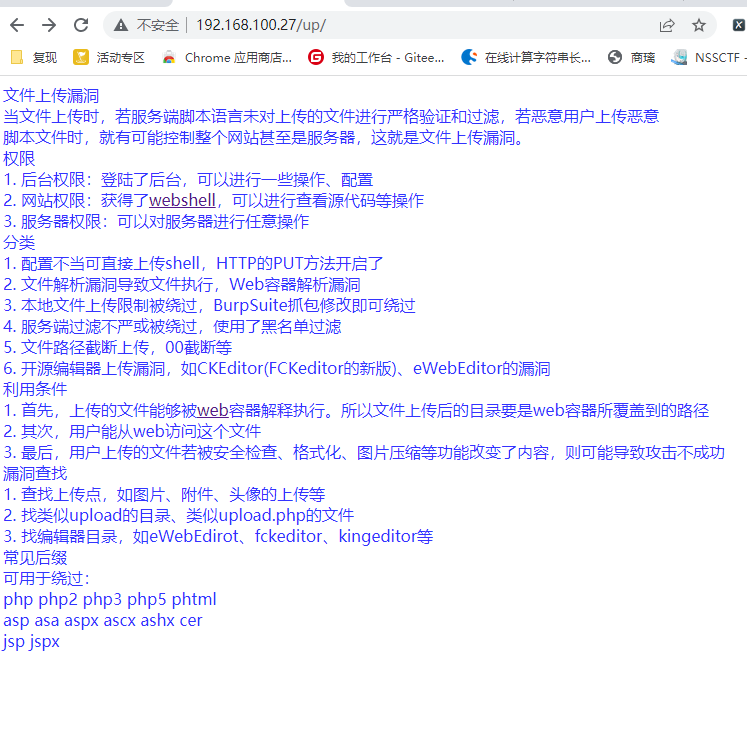 不安全 192.168.100.27/up/
复现 活动专区 Chrome 应用商店... 我的工作台 - Gitee... 在线计算字符串长... 商璃 NSSCTF -
文件上传漏洞
当文件上传时，若服务端脚本语言未对上传的文件进行严格验证和过滤，若恶意用户上传恶意
脚本文件时，就有可能控制整个网站甚至是服务器，这就是文件上传漏洞。
权限
1. 后台权限：登陆了后台，可以进行一些操作、配置
2. 网站权限：获得了webshell，可以进行查看源代码等操作
3. 服务器权限：可以对服务器进行任意操作
分类
1. 配置不当可直接上传shell，HTTP的PUT方法开启了
2. 文件解析漏洞导致文件执行，Web容器解析漏洞
3. 本地文件上传限制被绕过，BurpSuite抓包修改即可绕过
4. 服务端过滤不严或被绕过，使用了黑名单过滤
5. 文件路径截断上传，00截断等
6. 开源编辑器上传漏洞，如CKEditor(FCKeditor的新版)、eWebEditor的漏洞
利用条件
1. 首先，上传的文件能够被web容器解释执行。所以文件上传后的目录要是web容器所覆盖到的路径
2. 其次，用户能从web访问这个文件
3. 最后，用户上传的文件若被安全检查、格式化、图片压缩等功能改变了内容，则可能导致攻击不成功
漏洞查找
1. 查找上传点，如图片、附件、头像的上传等
2. 找类似upload的目录、类似upload.php的文件
3. 找编辑器目录，如eWebEdirot、fckeditor、kingeditor等
常见后缀
可用于绕过：
php php2 php3 php5 phtml
asp asa aspx ascx ashx cer
jsp jspx